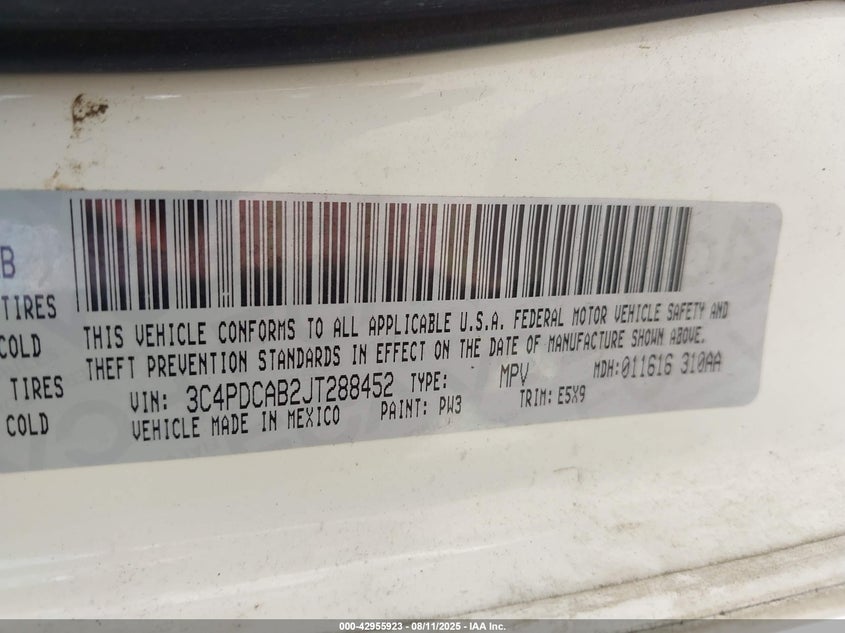 B
TIRES
COLD
TIRES
COLD
THIS VEHICLE CONFORMS TO ALL APPLICABLE U.S.A. FEDERAL MOTOR VEHICLE SAFETY AND
THEFT PREVENTION STANDARDS IN EFFECT ON THE DATE OF MANUFACTURE SHOWN ABOVE.
VIN: 3C4PDCAB2JT288452 TYPE: MPV MDH:011616 310AA
VEHICLE MADE IN MEXICO PAINT: PW3 TRIM: E5X9
000-42955923 - 08/11/2025 - IAA Inc.